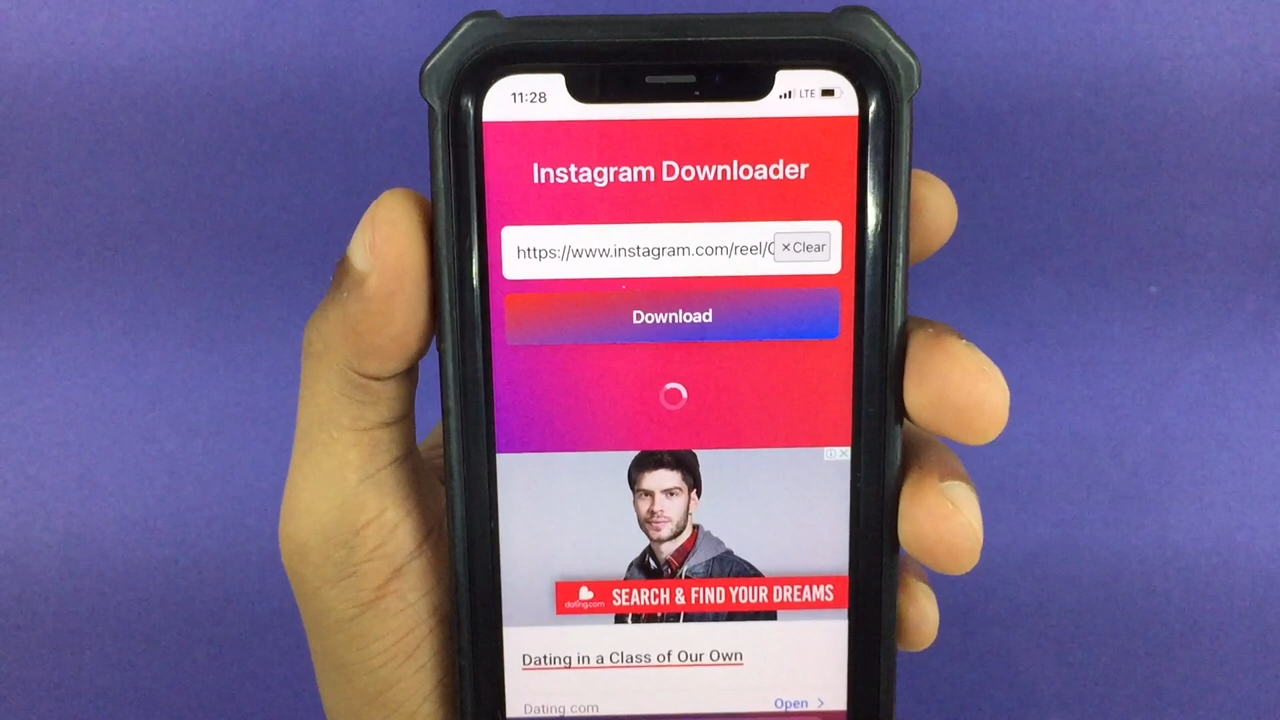 11:28
LTE
Instagram Downloader
https://www.instagram.com/reel/
×Clear
Download
dating.com
SEARCH & FIND YOUR DREAMS
Dating in a Class of Our Own
Dating.com
Open >